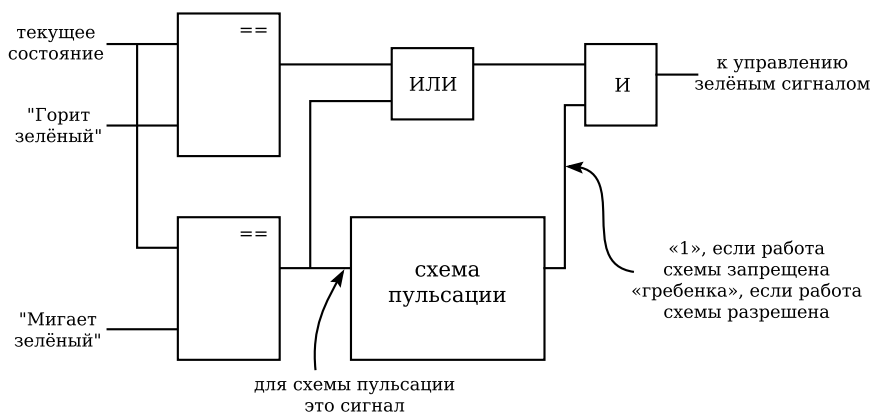 текущее
состояние
==
ИЛИ
И
к управлению
зелёным сигналом
"Горит
зелёный"
==
схема
пульсации
«1», если работа
схемы запрещена
«гребенка», если работа
схемы разрешена
"Мигает
зелёный"
для схемы пульсации
это сигнал